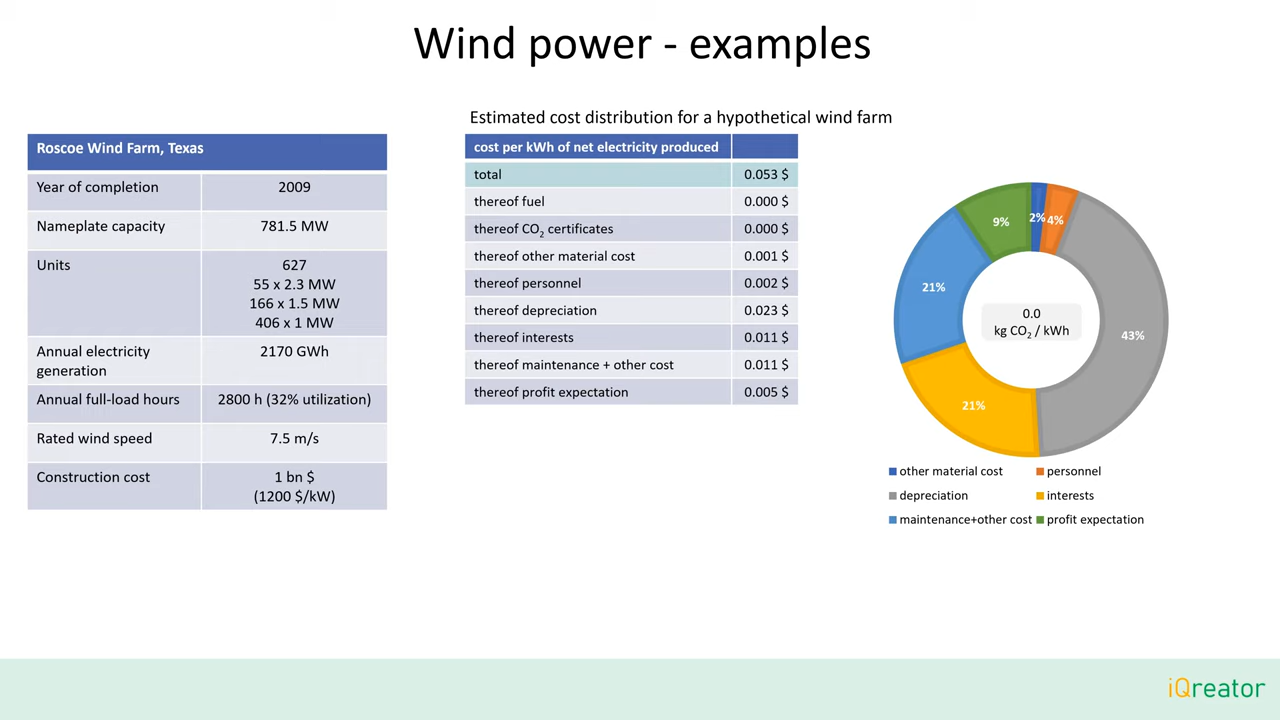 Wind power - examples
Roscoe Wind Farm, Texas
Year of completion 2009
Nameplate capacity 781.5 MW
Units 627
55 x 2.3 MW
166 x 1.5 MW
406 x 1 MW
Annual electricity generation 2170 GWh
Annual full-load hours 2800 h (32% utilization)
Rated wind speed 7.5 m/s
Construction cost 1 bn $
(1200 $/kW)
Estimated cost distribution for a hypothetical wind farm
cost per kWh of net electricity produced
total 0.053 $
thereof fuel 0.000 $
thereof CO2 certificates 0.000 $
thereof other material cost 0.001 $
thereof personnel 0.002 $
thereof depreciation 0.023 $
thereof interests 0.011 $
thereof maintenance + other cost 0.011 $
thereof profit expectation 0.005 $
9% 2% 4%
21%
0.0
kg CO2 / kWh
43%
21%
other material cost personnel
depreciation interests
maintenance+other cost profit expectation
iQreator